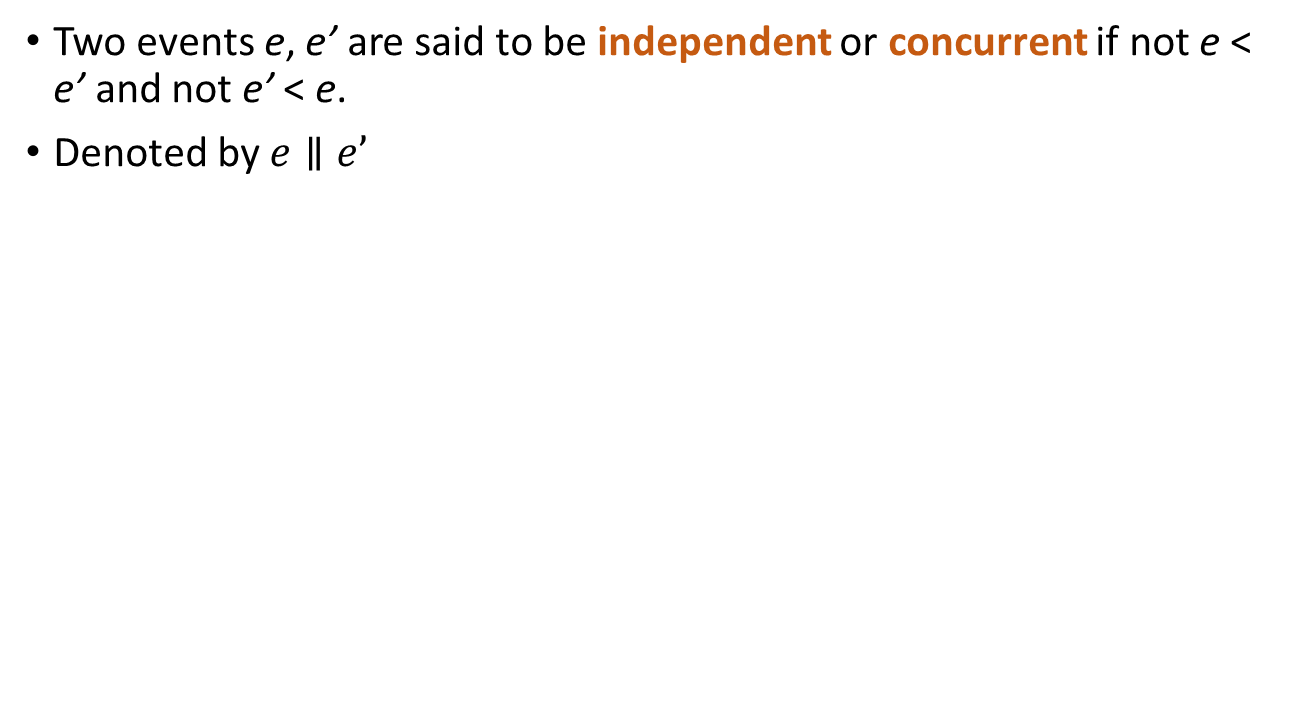 • Two events e, e’ are said to be independent or concurrent if not e <
e’ and not e’ < e.
• Denoted by e ∥ e’